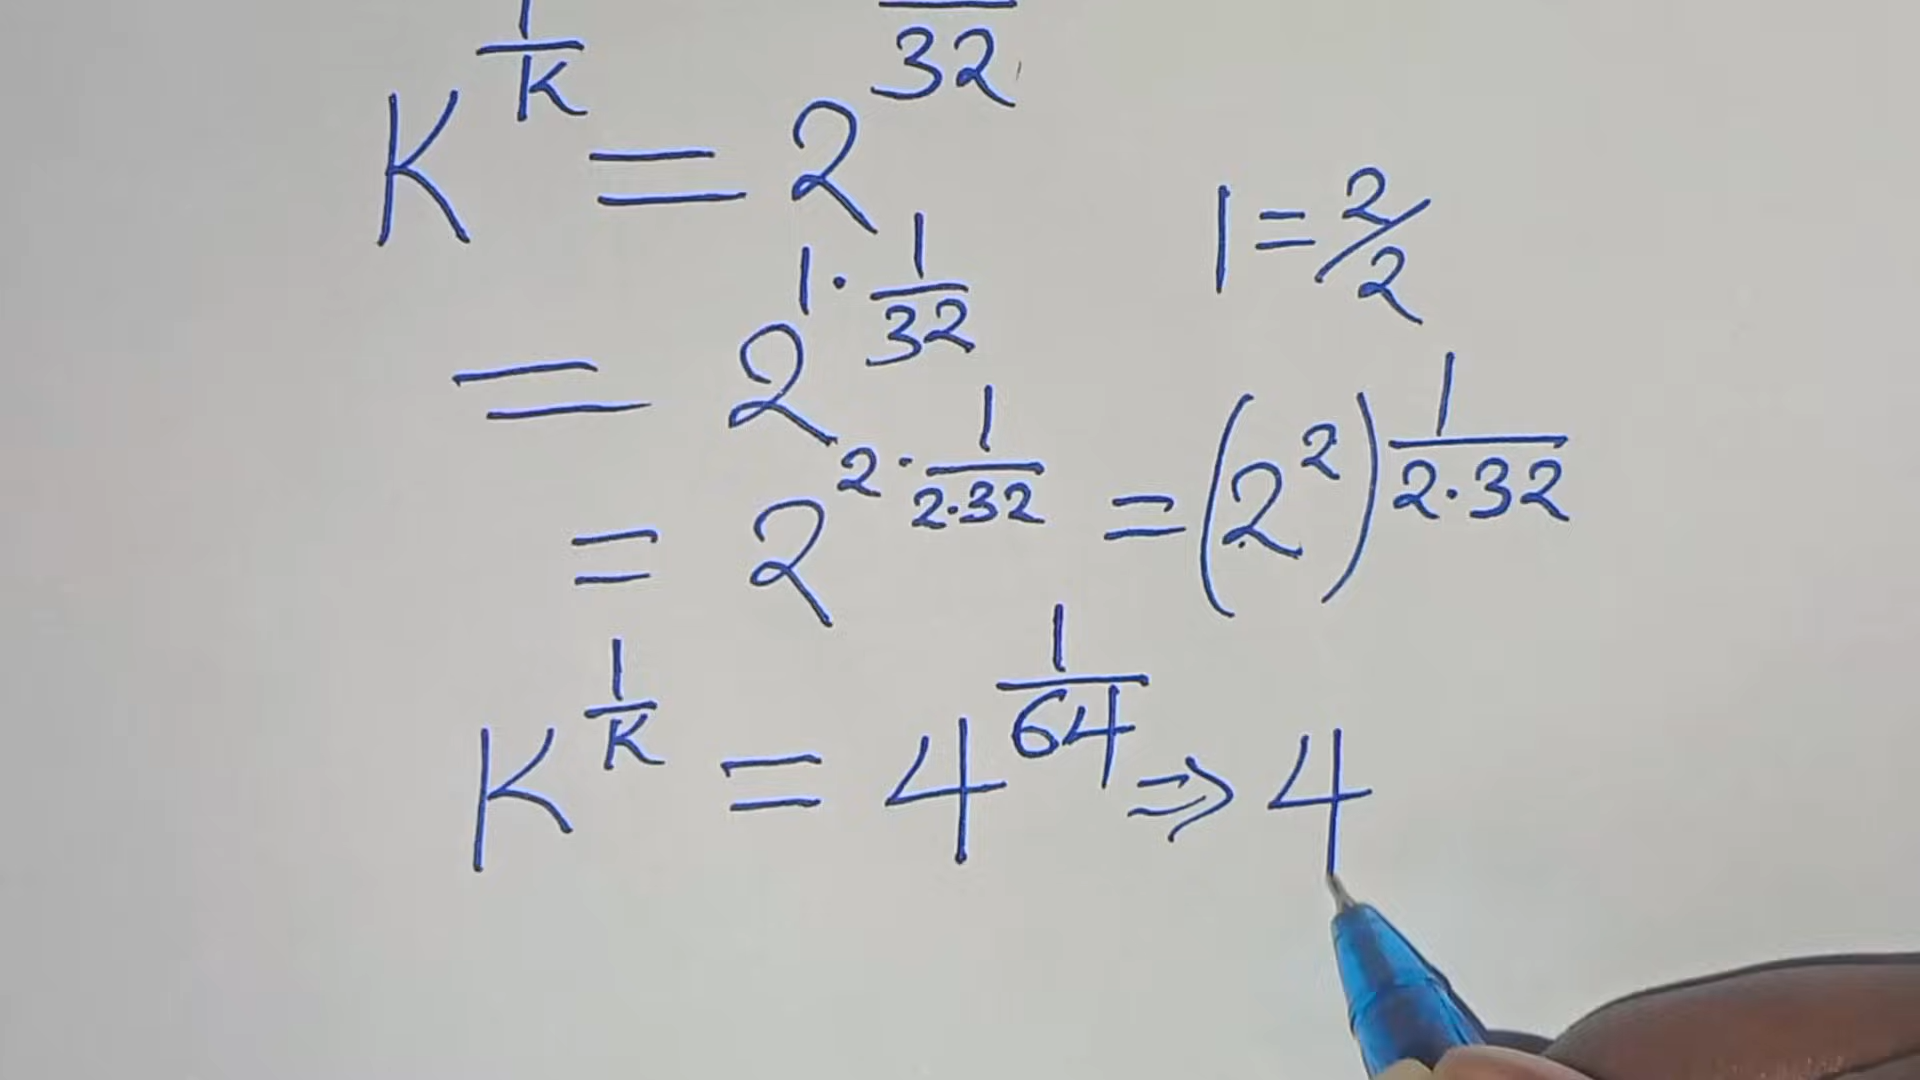 K^(1/K) = 2^(1/32)
= 2^(1·1/32) 1 = 2/2
= 2^(2·1/(2·32)) = (2^2)^(1/(2·32))
K^(1/K) = 4^(1/64) ⇒ 4